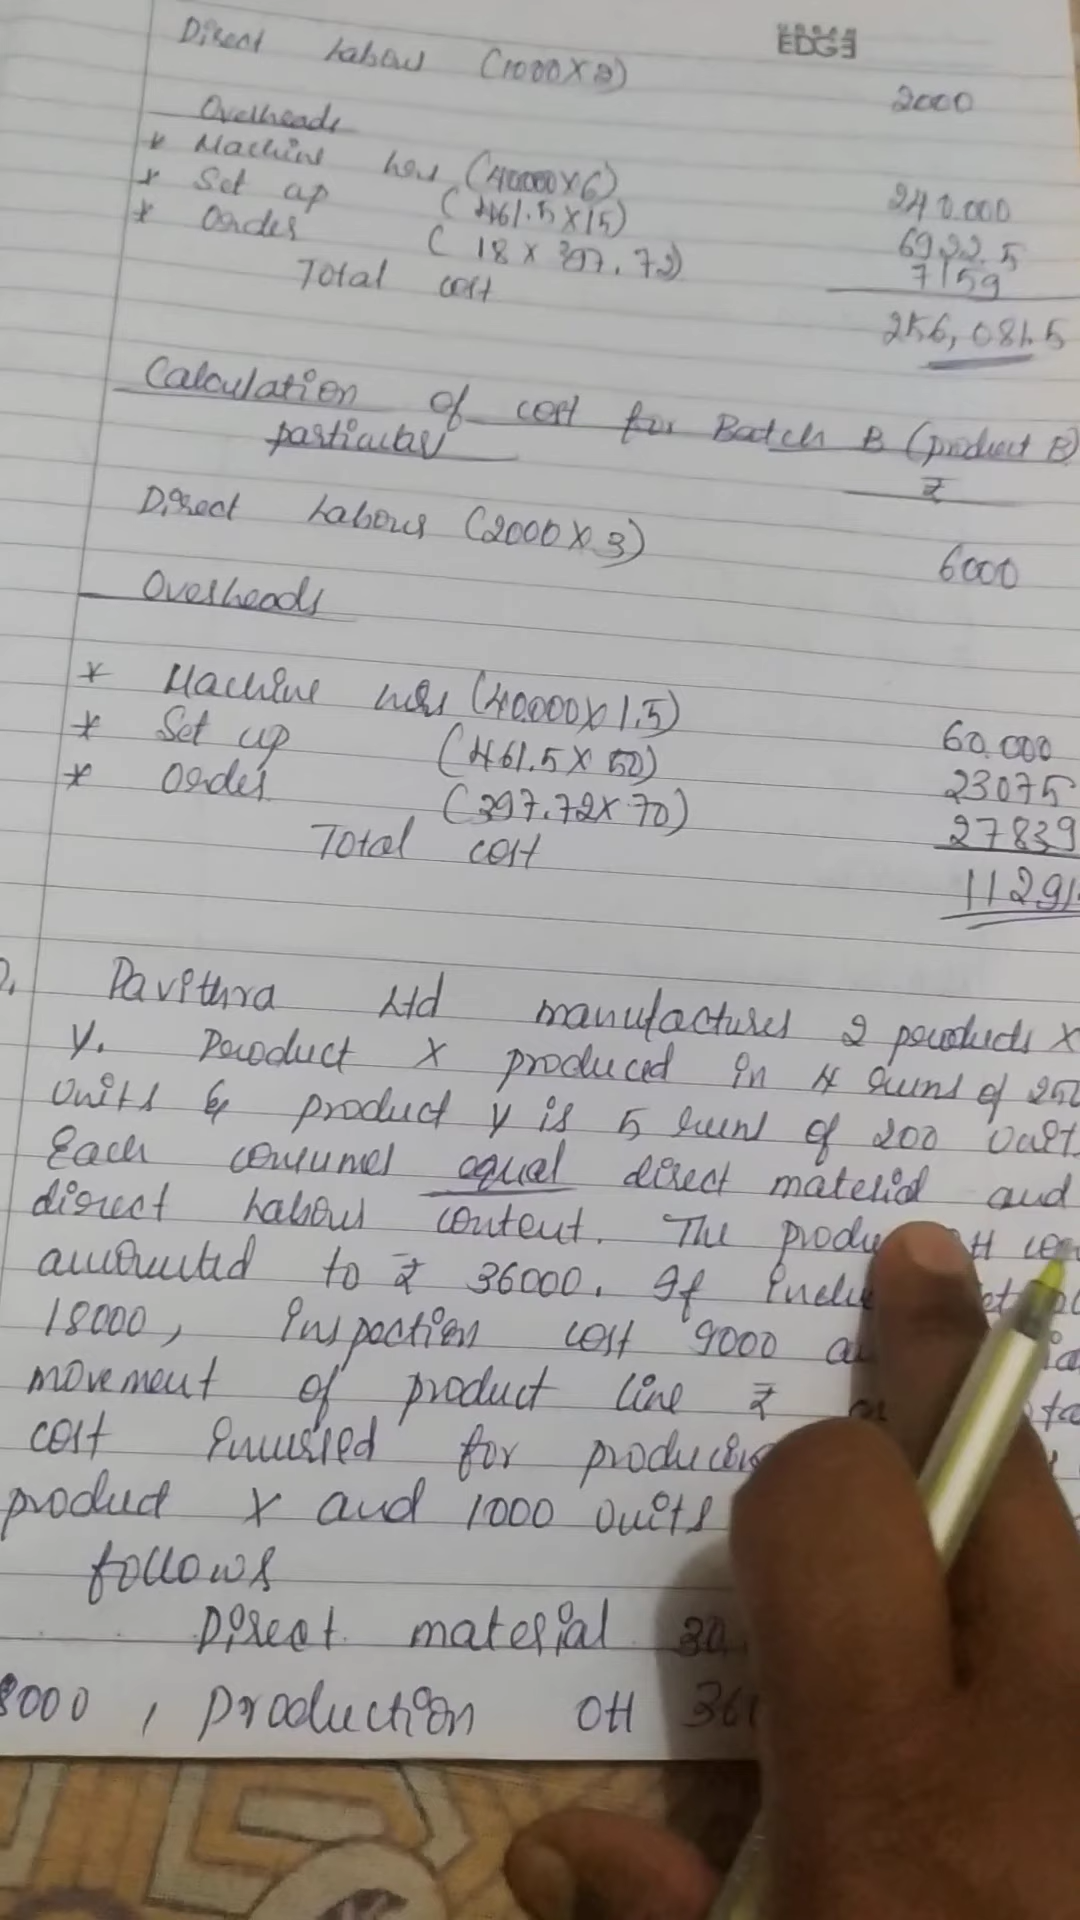 EDGE
Direct Labour (1000 X 2) 2000
Overheads
* Machine hrs (40000 X 6) 240.000
* Set up (461.5 X 15) 6922.5
* Order (18 X 397.72) 7159
Total cost 256,081.5
Calculation of cost for Batch B (product B)
particular ₹
Direct Labour (2000 X 3) 6000
Overheads
* Machine hrs (40000 X 1.5) 60.000
* Set up (461.5 X 50) 23075
* Order (397.72 X 70) 27839
Total cost 11291
Pavithra Ltd manufactures 2 products X
Y. Product X produced in 4 runs of 250
Units & product Y is 5 runs of 200 Units
Each consumes equal direct material and
direct Labour content. The OH
amounted to ₹ 36000. If
18000, Inspection cost 9000
movement of product line ₹
cost incurred for
product X and 1000 Units
follows
Direct material
8000, production OH